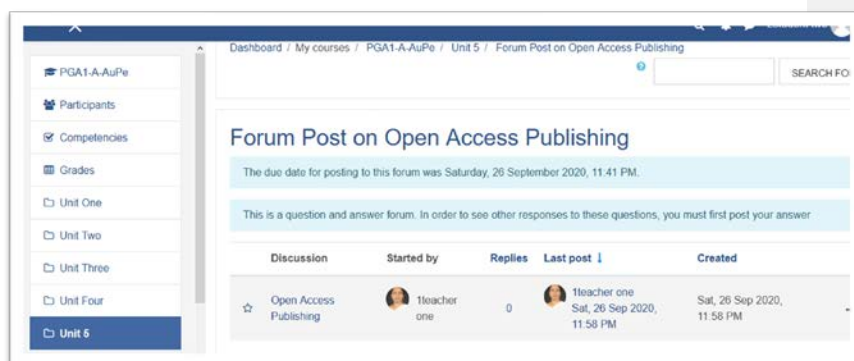 Dashboard / My courses / PGA1-A-AuPe / Unit 5 / Forum Post on Open Access Publishing
SEARCH FO
PGA1-A-AuPe
Participants
Competencies
Grades
Unit One
Unit Two
Unit Three
Unit Four
Unit 5
Forum Post on Open Access Publishing
The due date for posting to this forum was Saturday, 26 September 2020, 11:41 PM.
This is a question and answer forum. In order to see other responses to these questions, you must first post your answer
Discussion Started by Replies Last post ↓ Created
Open Access
Publishing
1teacher
one
0
1teacher one
Sat, 26 Sep 2020,
11:58 PM
Sat, 26 Sep 2020,
11:58 PM